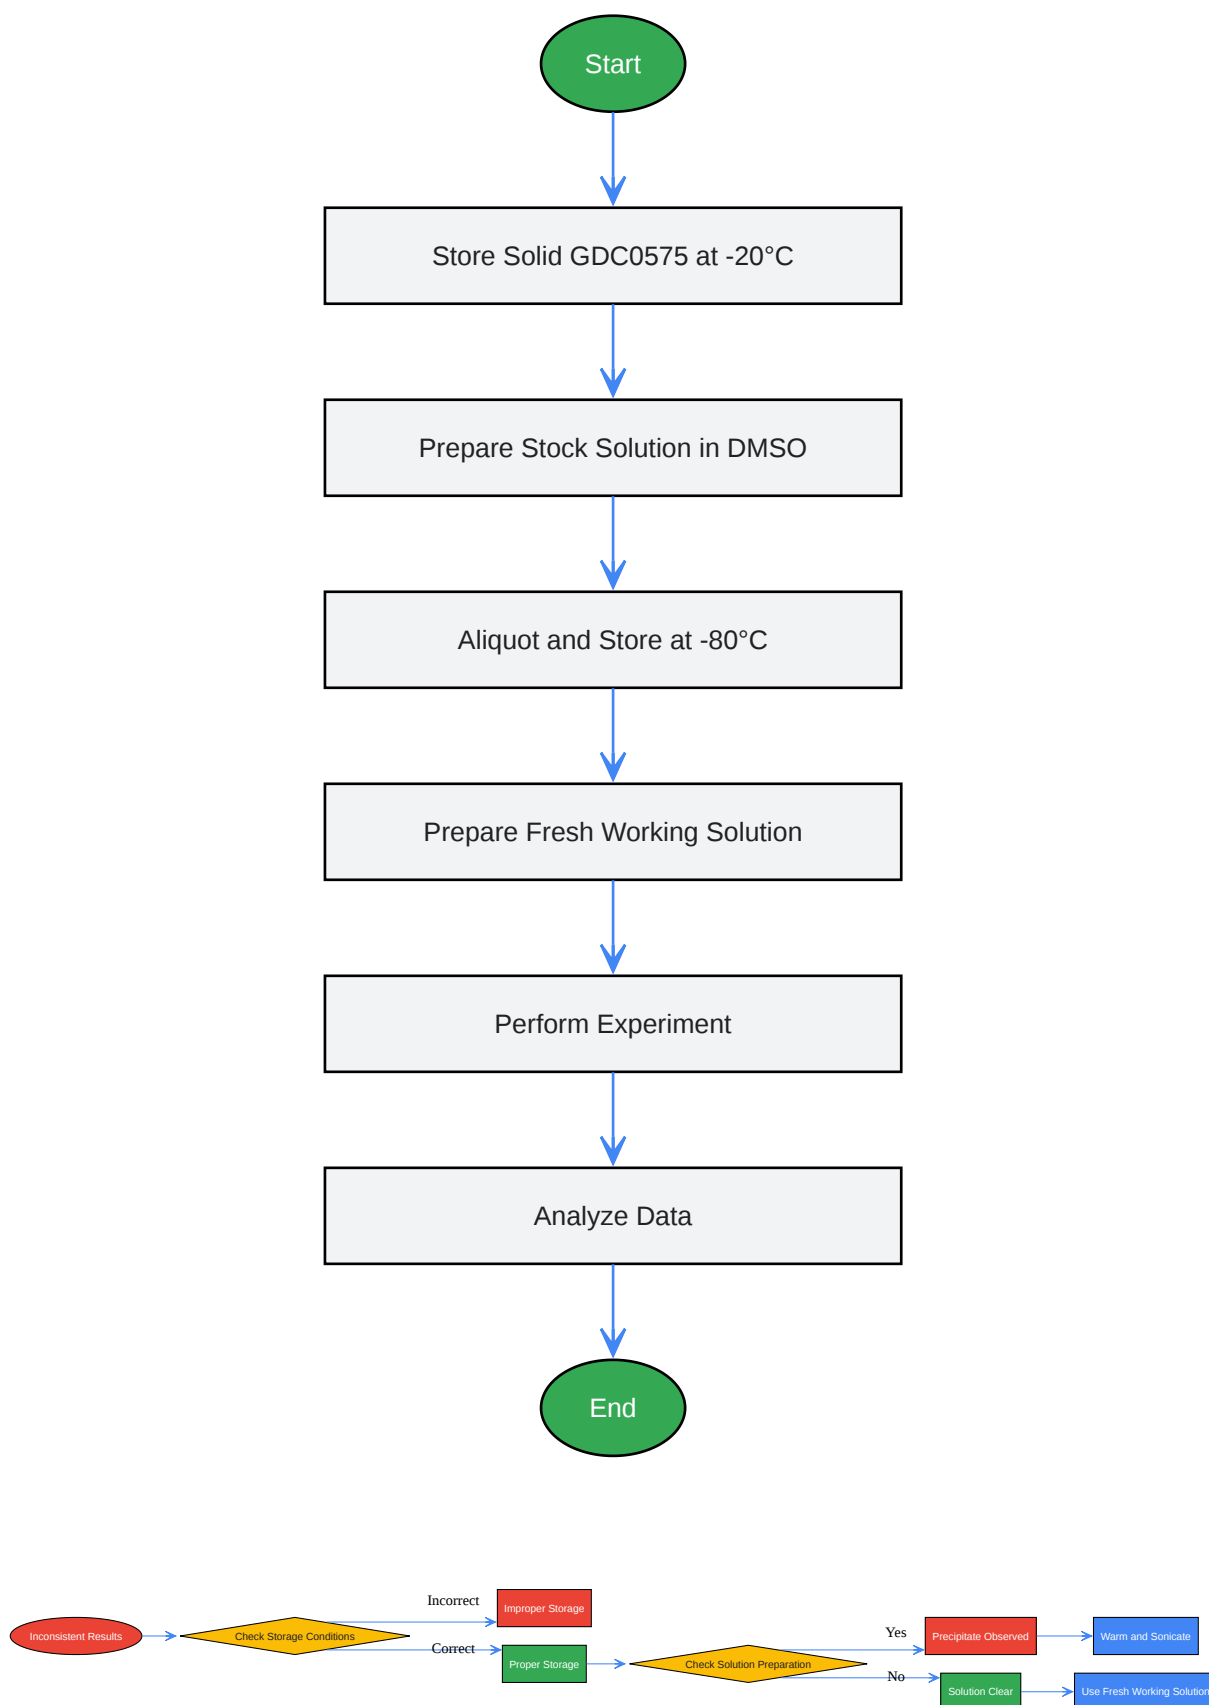 Start
Store Solid GDC0575 at -20°C
Prepare Stock Solution in DMSO
Aliquot and Store at -80°C
Prepare Fresh Working Solution
Perform Experiment
Analyze Data
End
Inconsistent Results
Check Storage Conditions
Incorrect
Improper Storage
Correct
Proper Storage
Check Solution Preparation
Yes
Precipitate Observed
Warm and Sonicate
No
Solution Clear
Use Fresh Working Solution